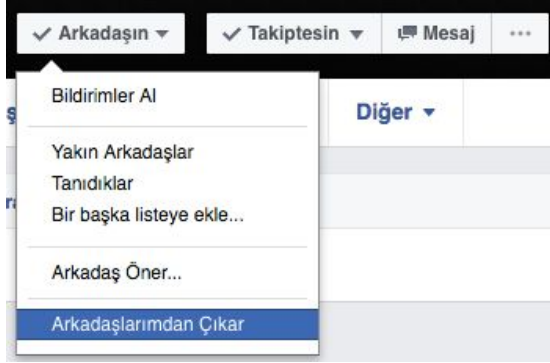 Arkadaşın
Takiptesin
Mesaj
Bildirimler Al
Diğer
Yakın Arkadaşlar
Tanıdıklar
Bir başka listeye ekle...
Arkadaş Öner...
Arkadaşlarımdan Çıkar